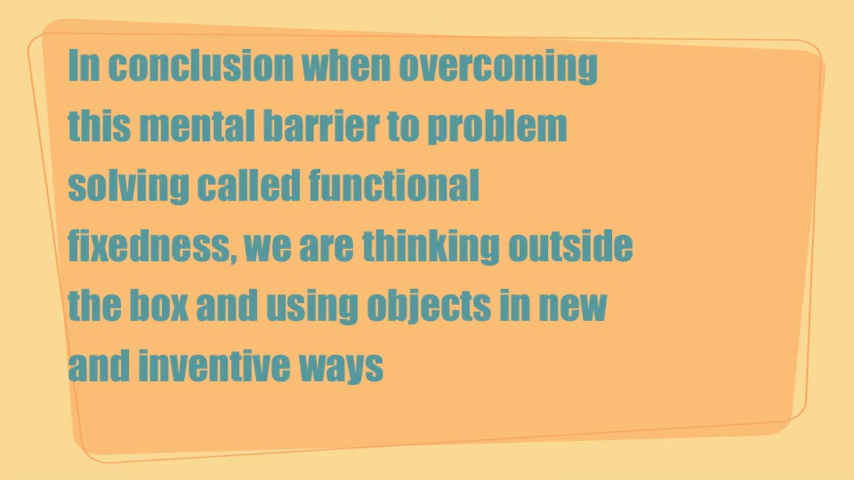 In conclusion when overcoming
this mental barrier to problem
solving called functional
fixedness, we are thinking outside
the box and using objects in new
and inventive ways